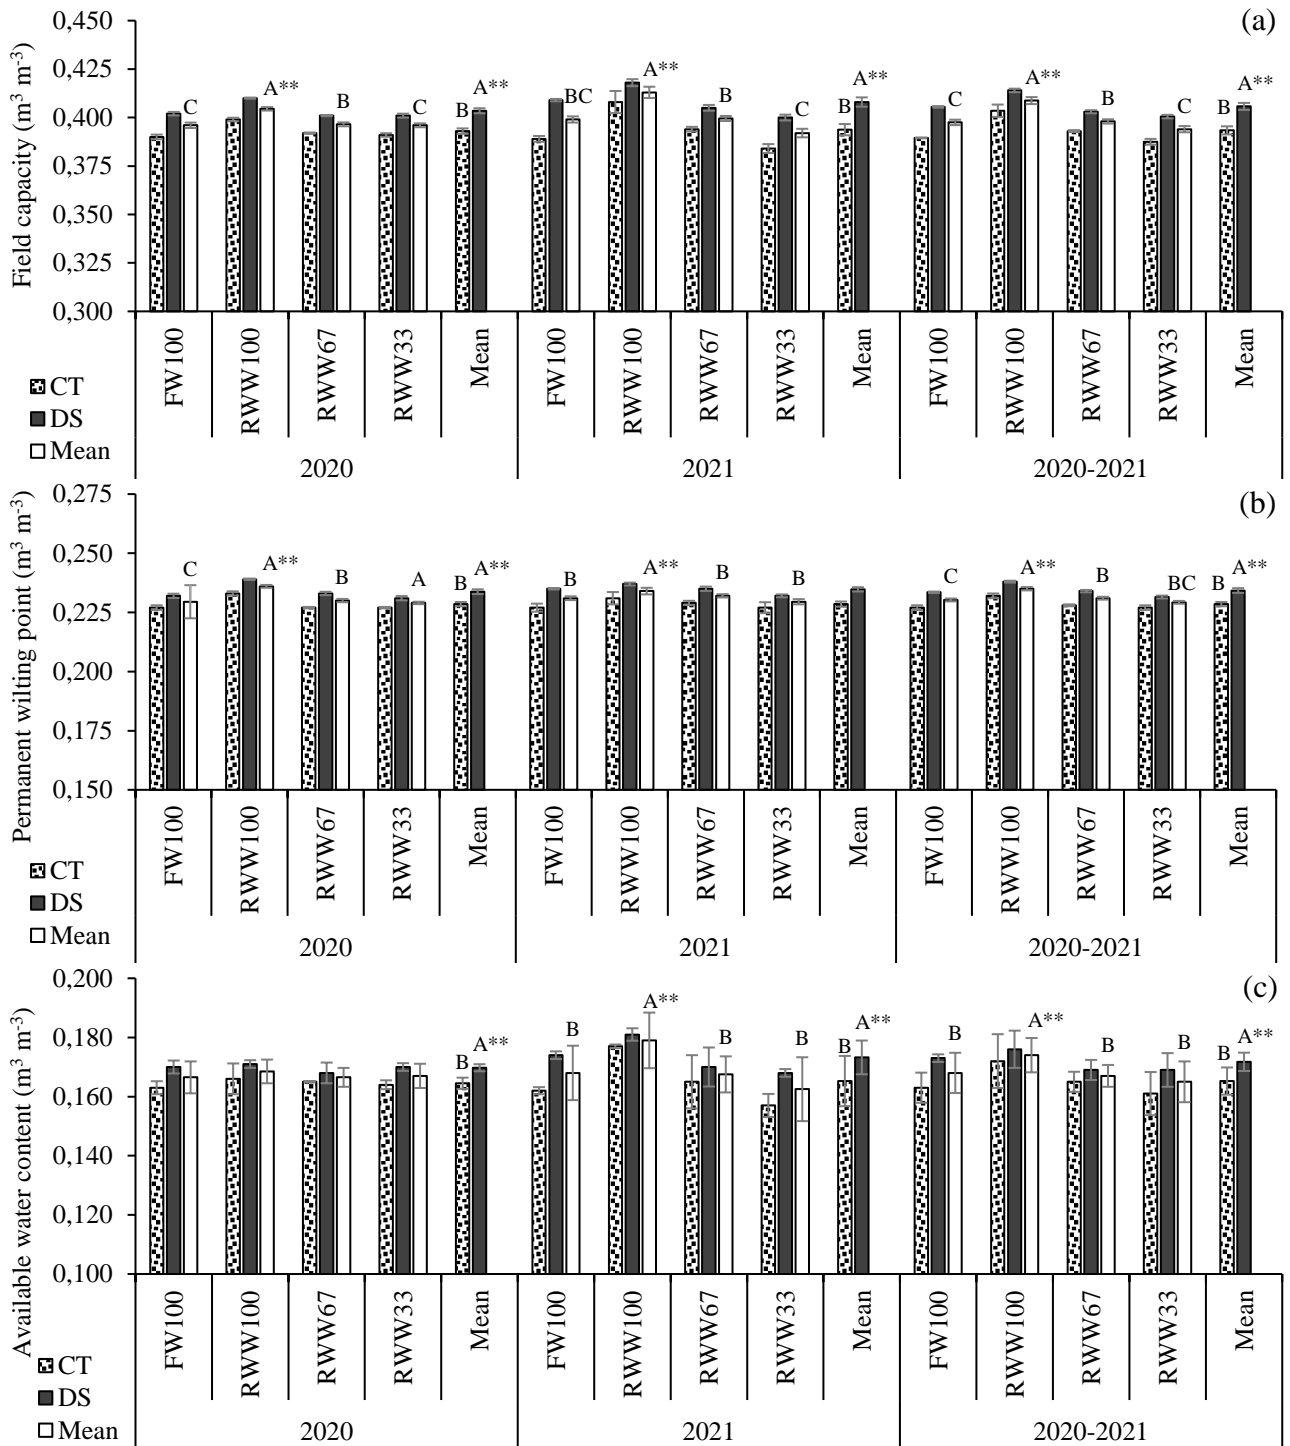 (a)
Field capacity (m³ m⁻³)
0,450
0,425
0,400
0,375
0,350
0,325
0,300
C A** B C B A** BC A** B C B A** C A** B C B A**
FW100 RWW100 RWW67 RWW33 Mean FW100 RWW100 RWW67 RWW33 Mean FW100 RWW100 RWW67 RWW33 Mean
CT
DS
Mean
2020 2021 2020-2021
(b)
Permanent wilting point (m³ m⁻³)
0,275
0,250
0,225
0,200
0,175
0,150
C A** B A B A** B A** B B C A** B BC B A**
FW100 RWW100 RWW67 RWW33 Mean FW100 RWW100 RWW67 RWW33 Mean FW100 RWW100 RWW67 RWW33 Mean
CT
DS
Mean
2020 2021 2020-2021
(c)
Available water content (m³ m⁻³)
0,200
0,180
0,160
0,140
0,120
0,100
B A** B A** B B B A** B A** B B B A**
FW100 RWW100 RWW67 RWW33 Mean FW100 RWW100 RWW67 RWW33 Mean FW100 RWW100 RWW67 RWW33 Mean
CT
DS
Mean
2020 2021 2020-2021